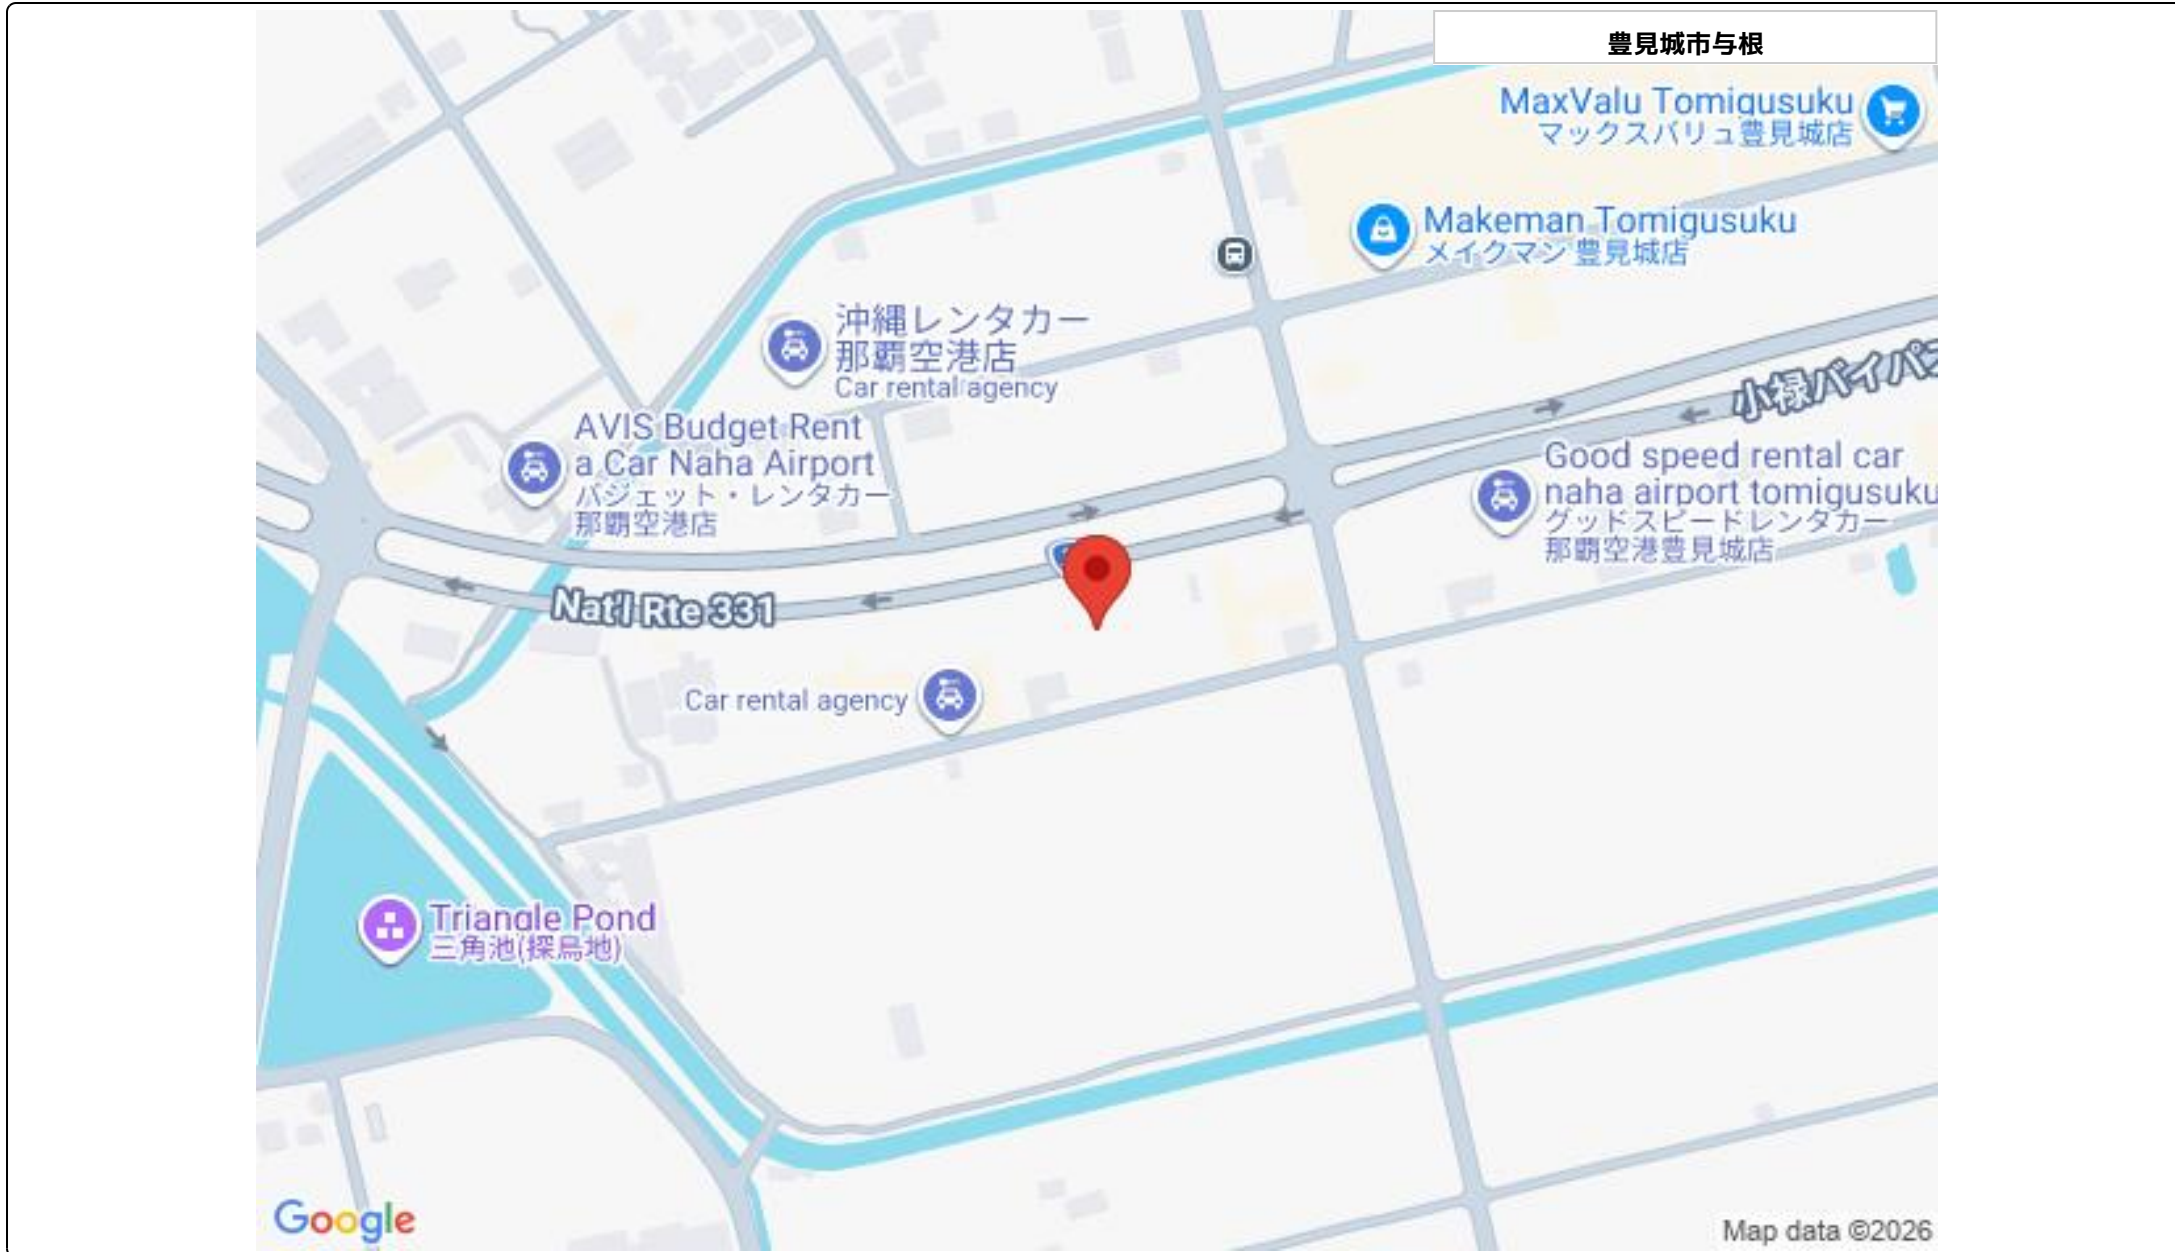 豊見城市与根
MaxValu Tomigusuku
マックスバリュ豊見城店
Makeman Tomigusuku
メイクマン 豊見城店
沖縄レンタカー
那覇空港店
Car rental agency
小禄バイパス
AVIS Budget Rent
a Car Naha Airport
バジェット・レンタカー
那覇空港店
Good speed rental car
naha airport tomigusuku
グッドスピードレンタカー
那覇空港豊見城店
Nat'l Rte 331
Car rental agency
Triangle Pond
三角池(探鳥地)
Google
Map data ©2026